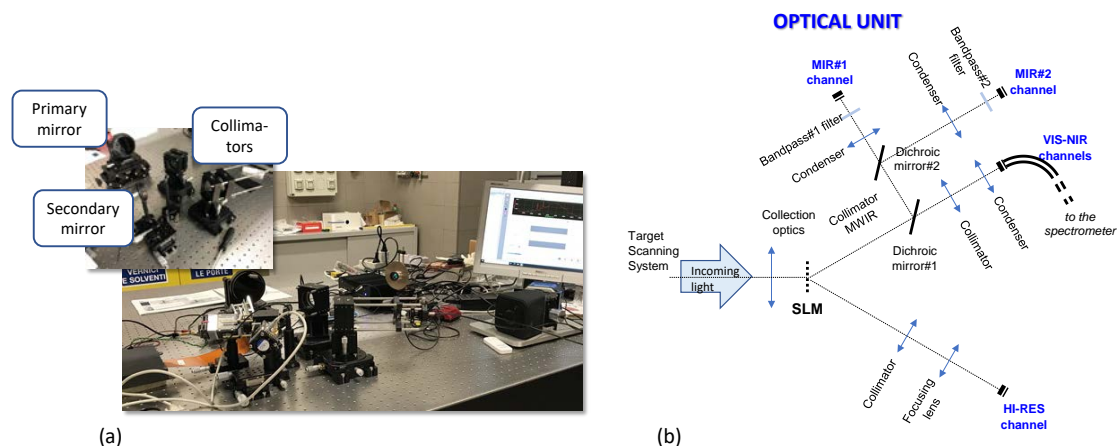 Primary
mirror
Collima-
tors
Secondary
mirror
VERNICI
SOLVENTI
LE PORTE
(a)
OPTICAL UNIT
MIR#1
channel
Bandpass#1 filter
Condenser
Condenser
Bandpass#2
filter
MIR#2
channel
Dichroic
mirror#2
VIS-NIR
channels
Collimator
MWIR
Dichroic
mirror#1
Collimator
Condenser
to the
spectrometer
Target
Scanning
System
Incoming
light
Collection
optics
SLM
Collimator
Focusing
lens
HI-RES
channel
(b)